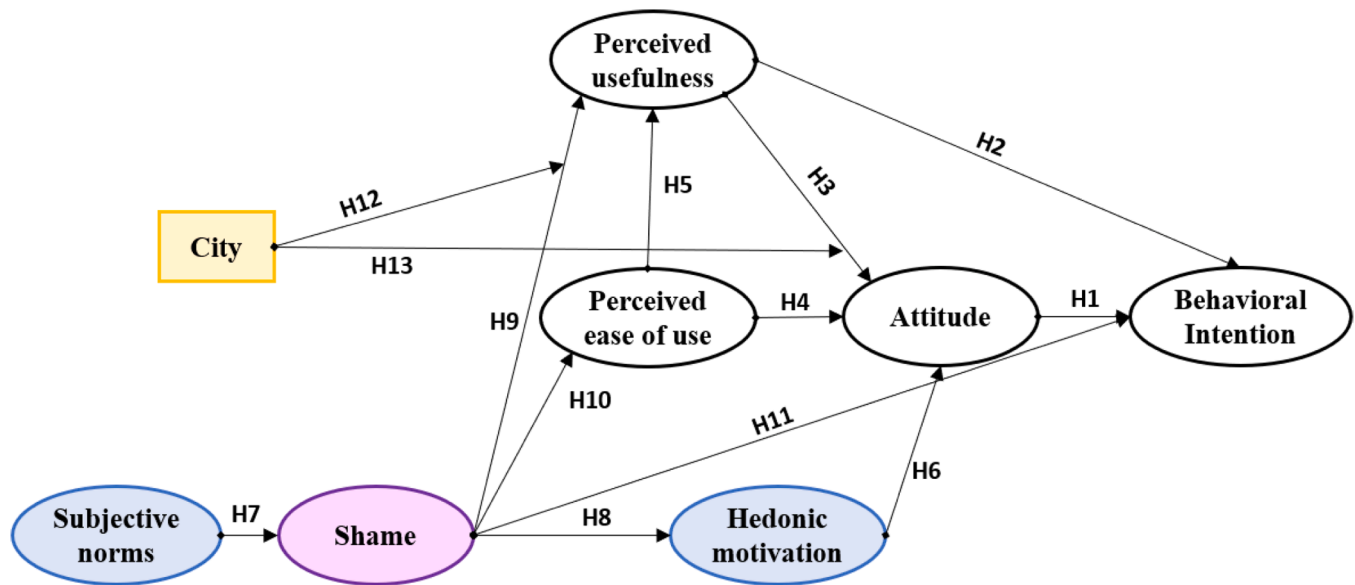 Perceived
usefulness
H2
H3
H12
H5
City
H13
H9
Perceived
ease of use
H4
Attitude
H1
Behavioral
Intention
H10
H11
H6
Subjective
norms
H7
Shame
H8
Hedonic
motivation